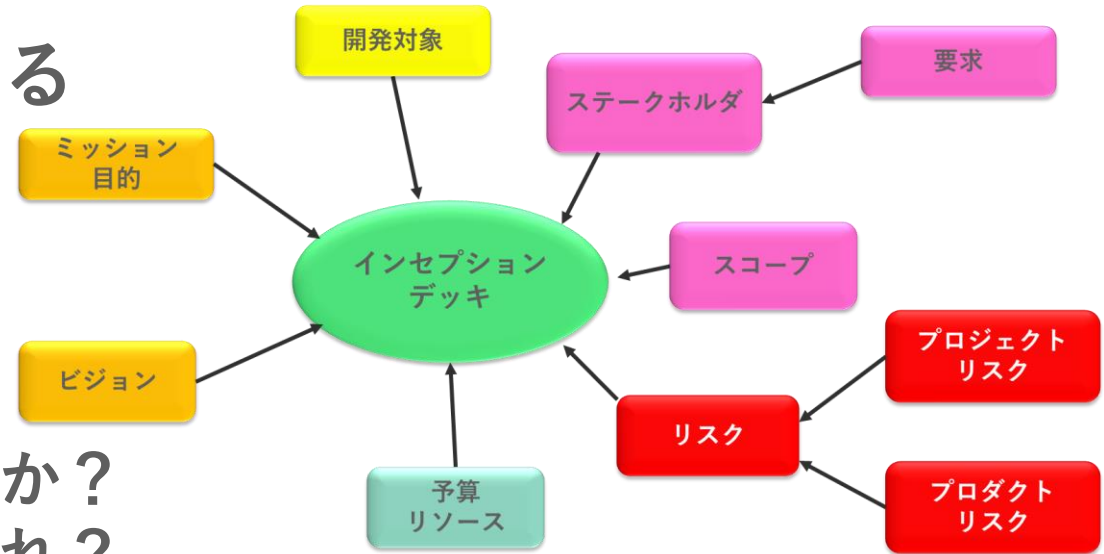 る
開発対象
ステークホルダ
要求
ミッション
目的
インセプション
デッキ
スコープ
ビジョン
プロジェクト
リスク
リスク
予算
リソース
プロダクト
リスク
か？
れ？